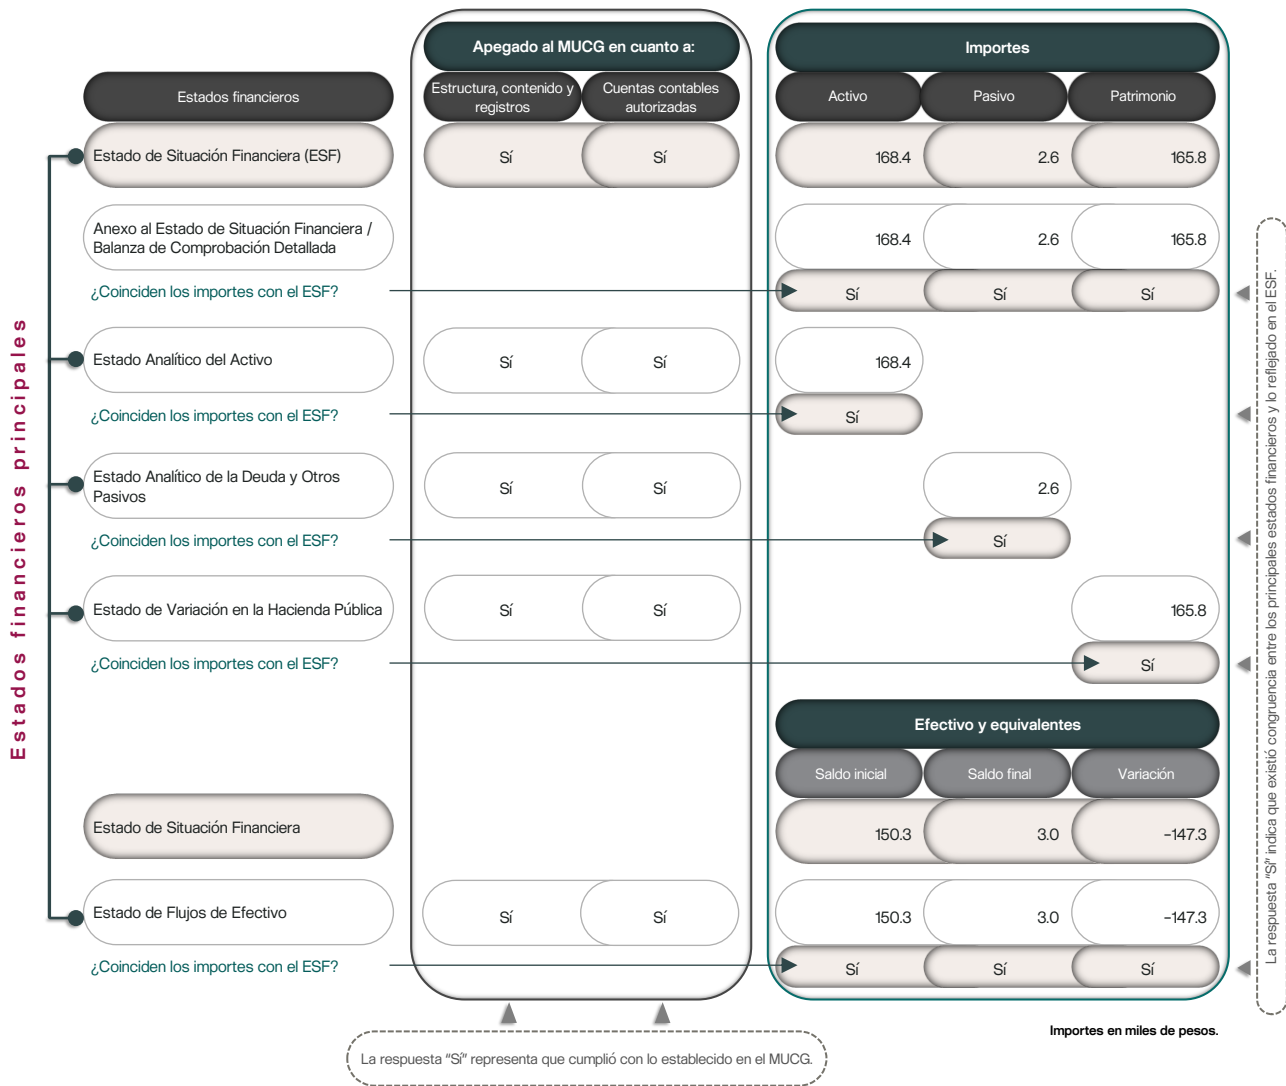 Apegado al MUCG en cuanto a:
Importes
Estados financieros
Estructura, contenido y
registros
Cuentas contables
autorizadas
Activo
Pasivo
Patrimonio
Estado de Situación Financiera (ESF)
Sí
Sí
168.4
2.6
165.8
Anexo al Estado de Situación Financiera /
Balanza de Comprobación Detallada
168.4
2.6
165.8
¿Coinciden los importes con el ESF?
Sí
Sí
Sí
Estado Analítico del Activo
Sí
Sí
168.4
¿Coinciden los importes con el ESF?
Sí
Estado Analítico de la Deuda y Otros
Pasivos
Sí
Sí
2.6
¿Coinciden los importes con el ESF?
Sí
Estado de Variación en la Hacienda Pública
Sí
Sí
165.8
¿Coinciden los importes con el ESF?
Sí
Efectivo y equivalentes
Saldo inicial
Saldo final
Variación
Estado de Situación Financiera
150.3
3.0
-147.3
Estado de Flujos de Efectivo
Sí
Sí
150.3
3.0
-147.3
¿Coinciden los importes con el ESF?
Sí
Sí
Sí
Estados financieros principales
La respuesta "Sí" indica que existió congruencia entre los principales estados financieros y lo reflejado en el ESF.
Importes en miles de pesos.
La respuesta "Sí" representa que cumplió con lo establecido en el MUCG.